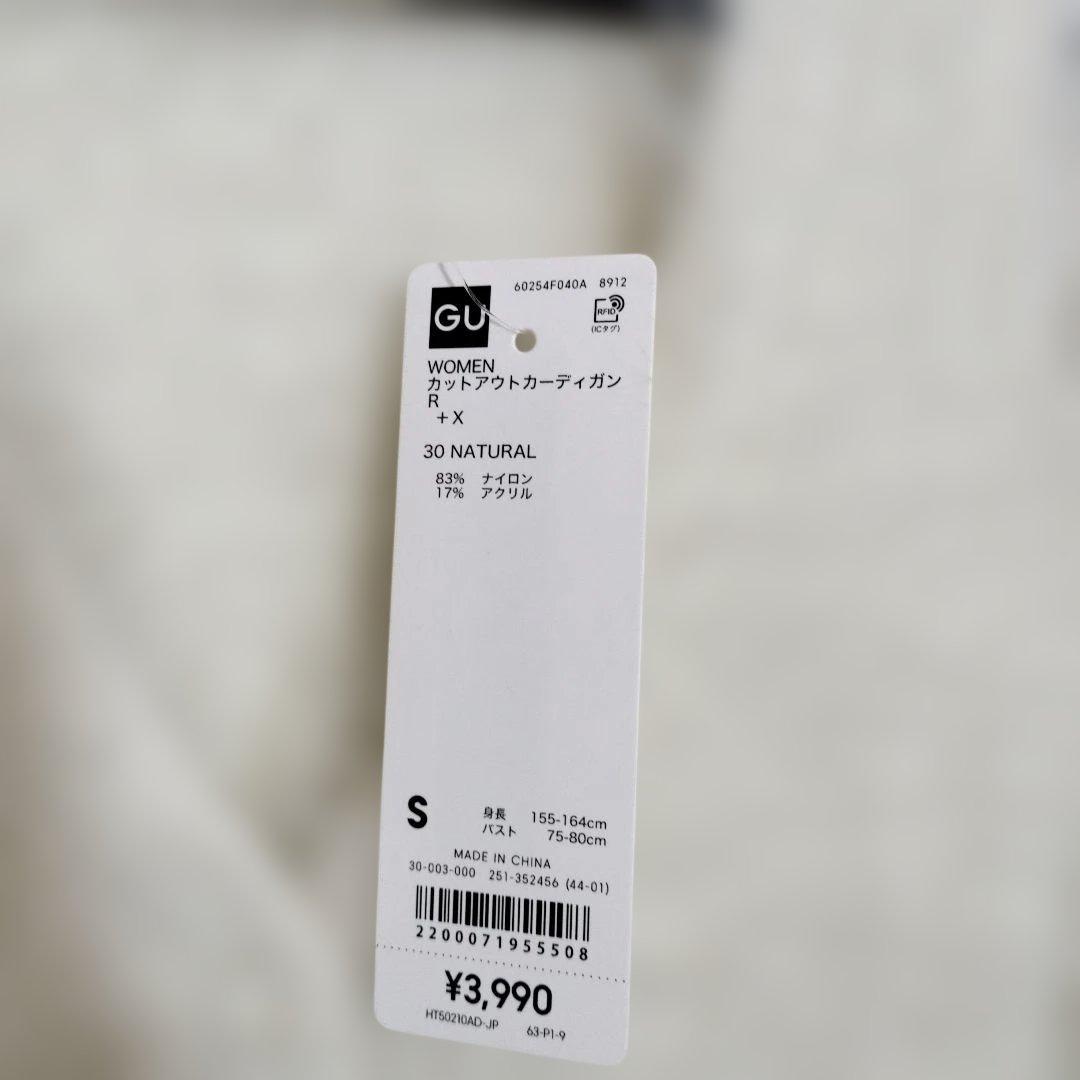 60254F040A 8912
GU
RFID
(ICタグ)
WOMEN
カットアウトカーディガン
R
+X
30 NATURAL
83% ナイロン
17% アクリル
S
身長 155-164cm
バスト 75-80cm
MADE IN CHINA
30-003-000 251-352456 (44-01)
2200071955508
¥3,990
HT50210AD-JP 63-P1-9